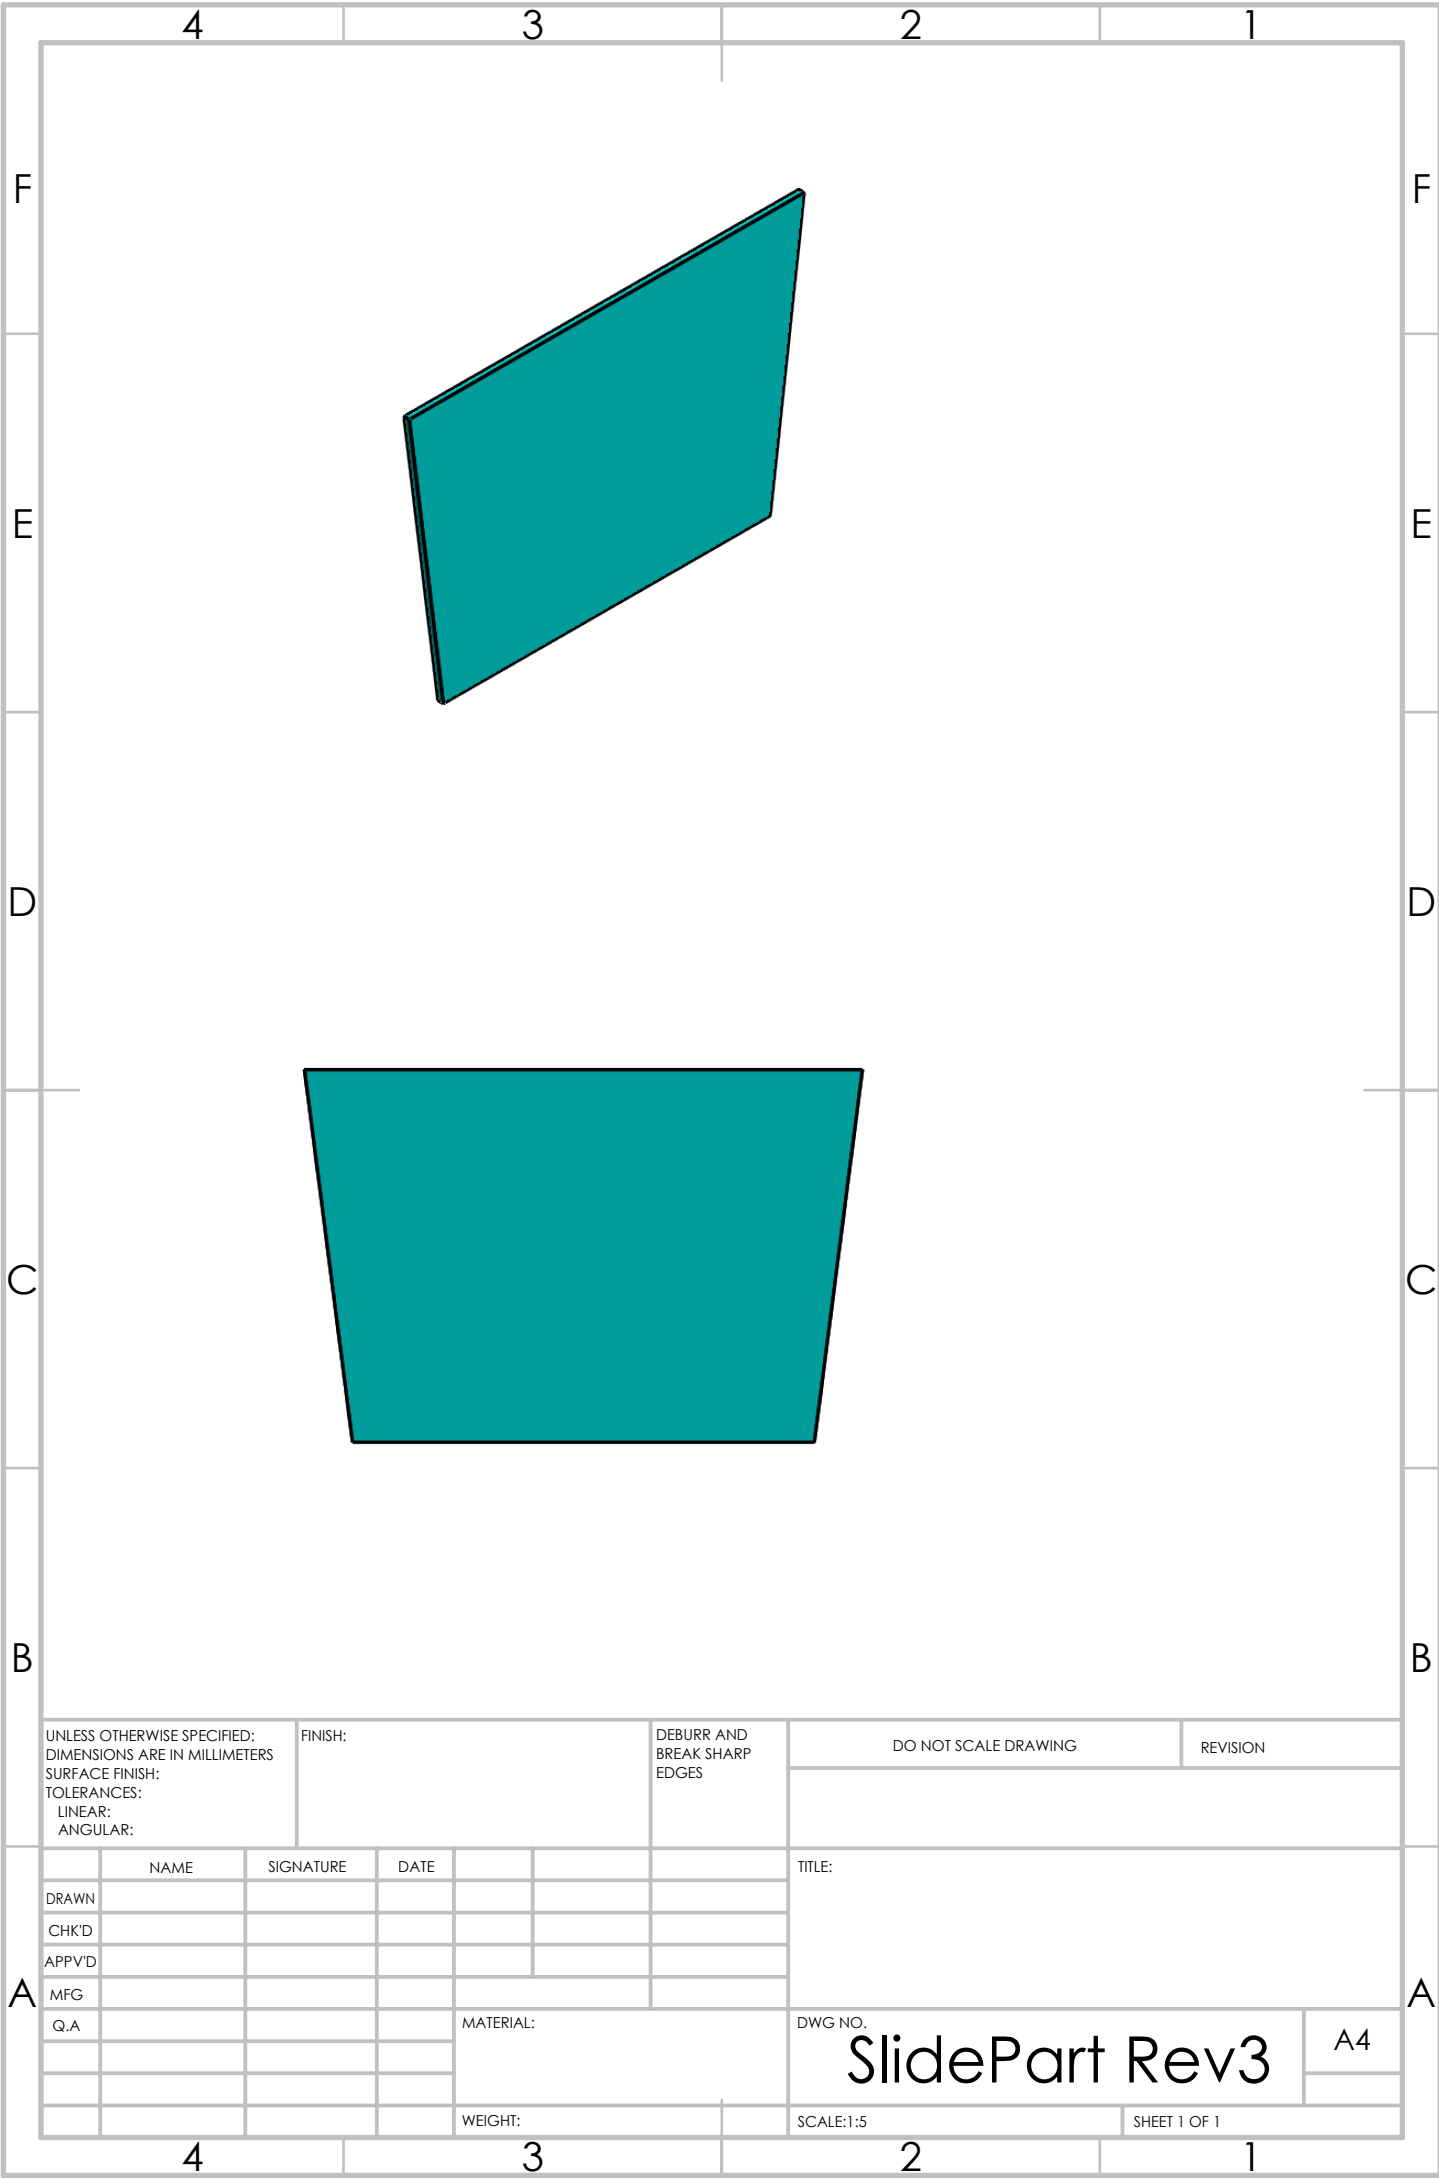 4 3 2 1
F F
E E
D D
C C
B B
UNLESS OTHERWISE SPECIFIED:
DIMENSIONS ARE IN MILLIMETERS
SURFACE FINISH:
TOLERANCES:
LINEAR:
ANGULAR:
FINISH:
DEBURR AND
BREAK SHARP
EDGES
DO NOT SCALE DRAWING
REVISION
NAME SIGNATURE DATE
TITLE:
DRAWN
CHK'D
APPV'D
A A
MFG
Q.A
MATERIAL:
DWG NO.
SlidePart Rev3
A4
WEIGHT:
SCALE:1:5
SHEET 1 OF 1
4 3 2 1